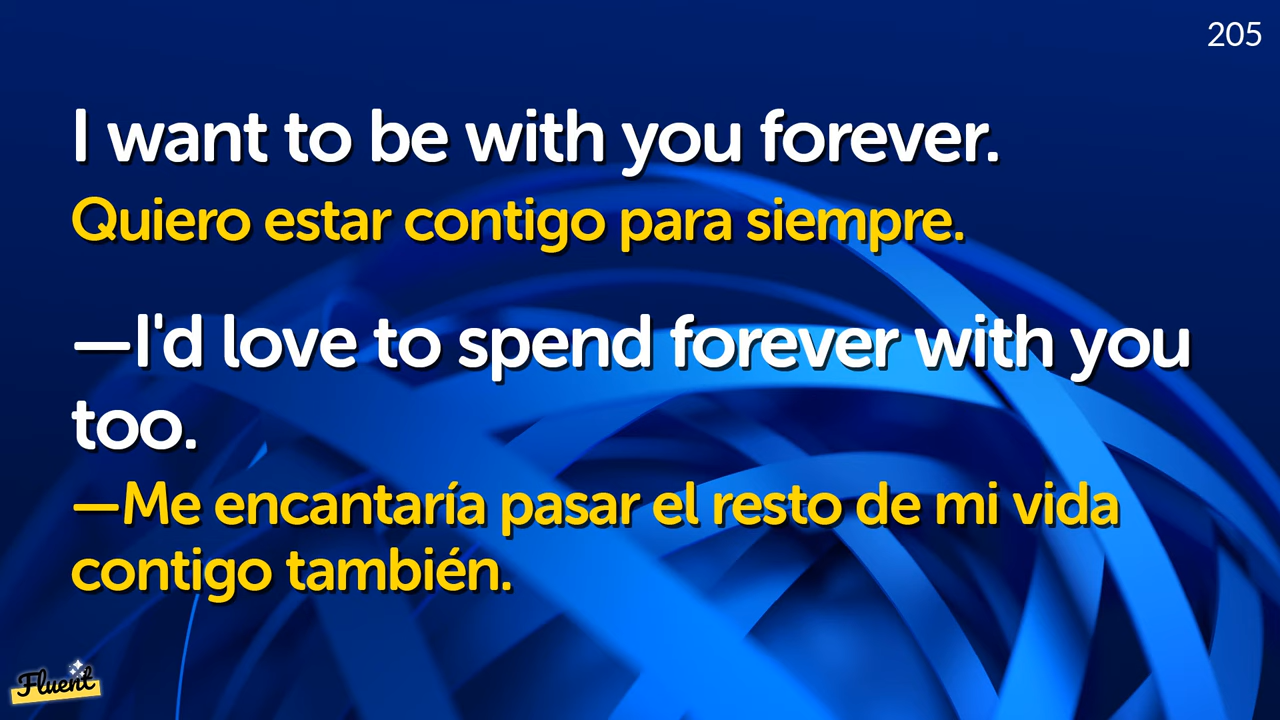 205
I want to be with you forever.
Quiero estar contigo para siempre.
—I'd love to spend forever with you
too.
—Me encantaría pasar el resto de mi vida
contigo también.
Fluent